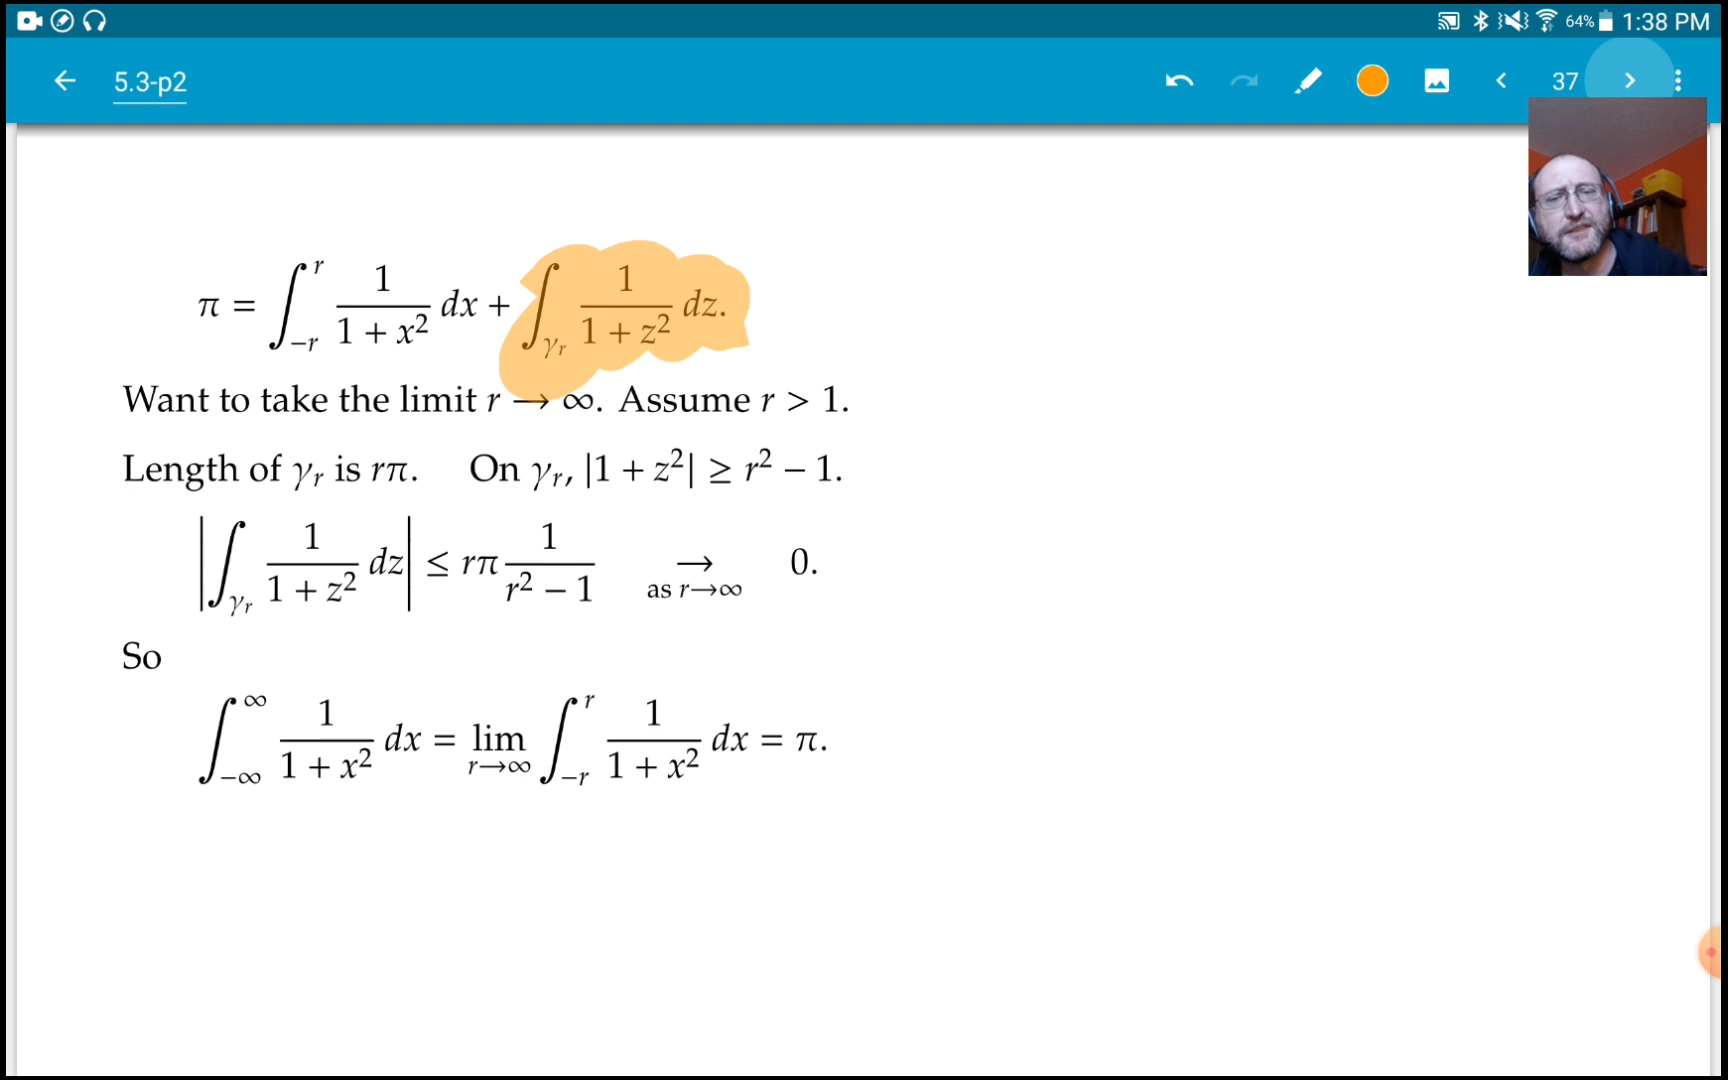 64% 1:38 PM
5.3-p2 37
π = ∫_{−r}^{r} 1/(1 + x²) dx + ∫_{γ_r} 1/(1 + z²) dz.
Want to take the limit r → ∞. Assume r > 1.
Length of γ_r is rπ. On γ_r, |1 + z²| ≥ r² − 1.
|∫_{γ_r} 1/(1 + z²) dz| ≤ rπ 1/(r² − 1) → as r→∞ 0.
So
∫_{−∞}^{∞} 1/(1 + x²) dx = lim_{r→∞} ∫_{−r}^{r} 1/(1 + x²) dx = π.